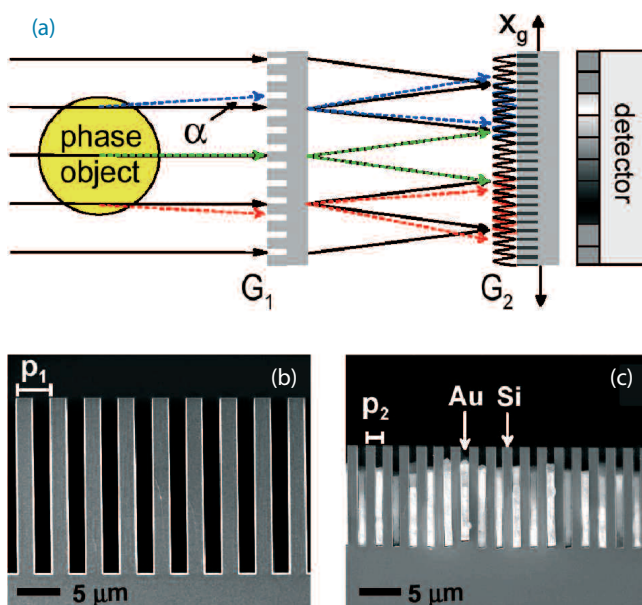 (a)
phase
object
α
G1
G2
xg
detector
(b)
p1
5 μm
(c)
p2
Au
Si
5 μm